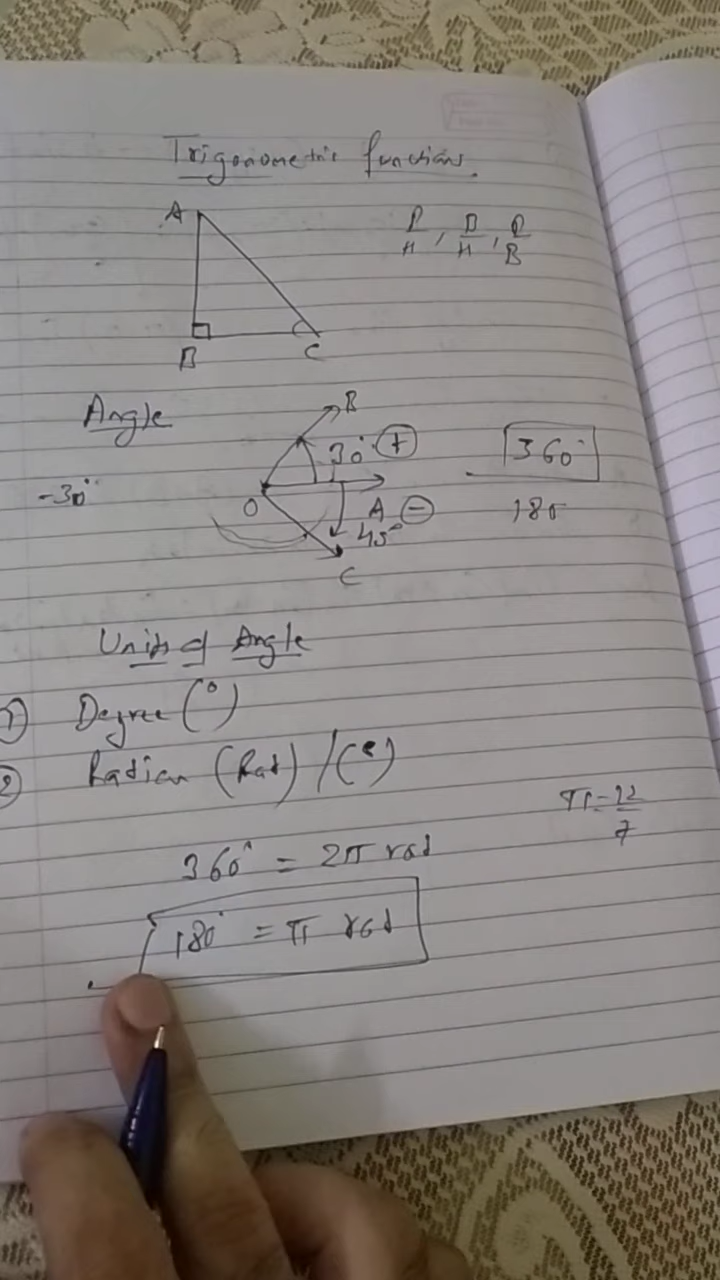 Trigonometric functions.
A
P/H, B/H, P/B
B C
Angle
B
30° +
360°
-30°
O A -
180
45°
C
Units of Angle
1 Degree (°)
2 Radian (Rad) / (c)
π = 22/7
360° = 2π rad
180° = π rad